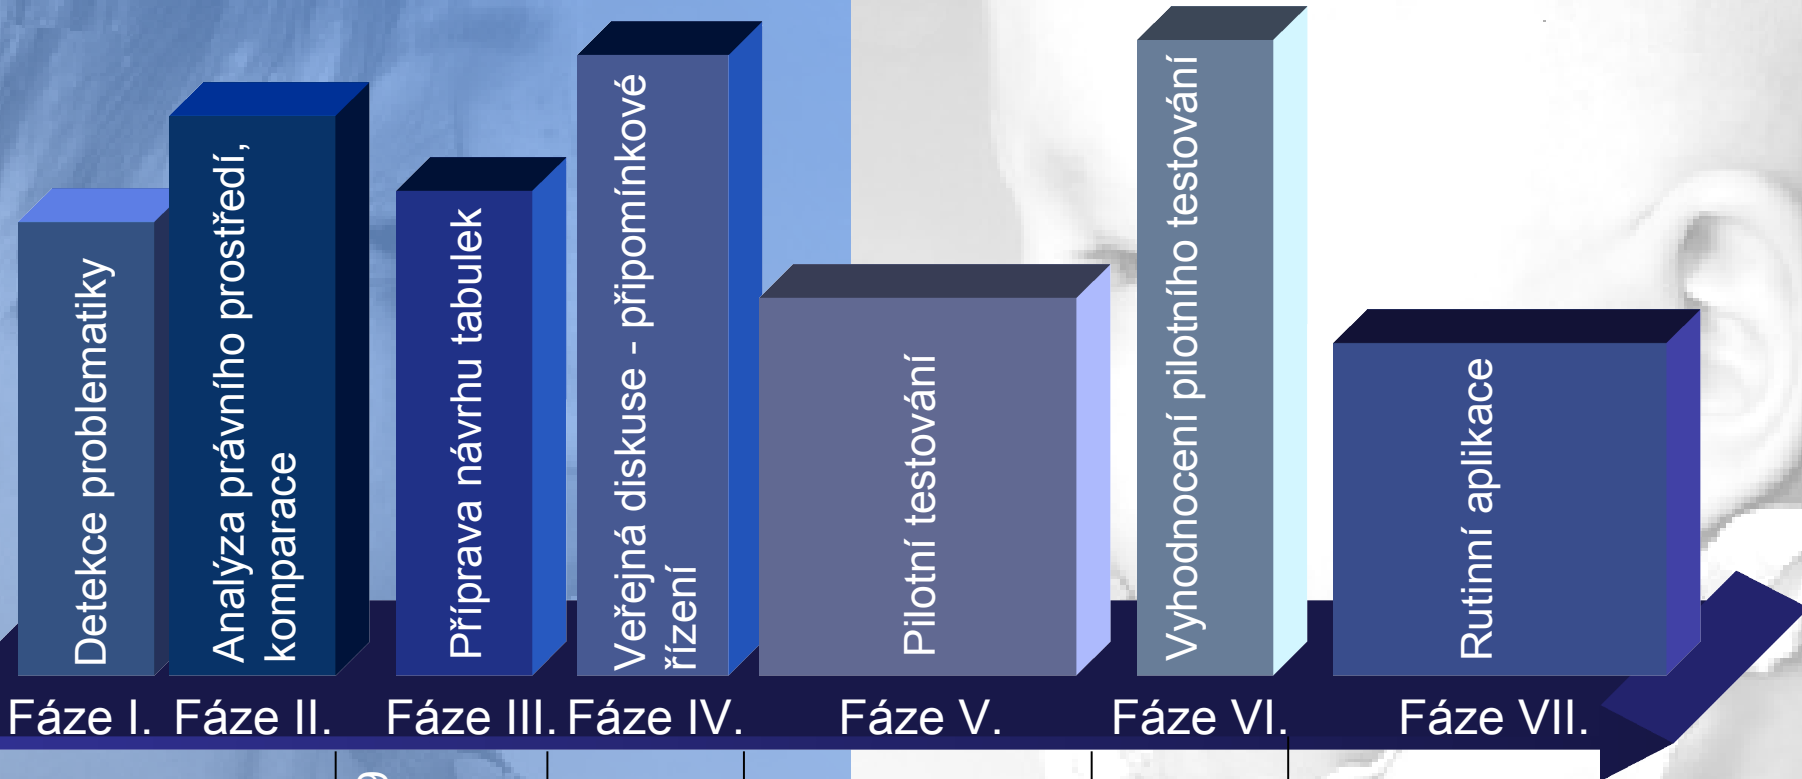 Detekce problematiky
Analýza právního prostředí,
komparace
Příprava návrhu tabulek
Veřejná diskuse - připomínkové
řízení
Pilotní testování
Vyhodnocení pilotního testování
Rutinní aplikace
Fáze I.
Fáze II.
Fáze III.
Fáze IV.
Fáze V.
Fáze VI.
Fáze VII.